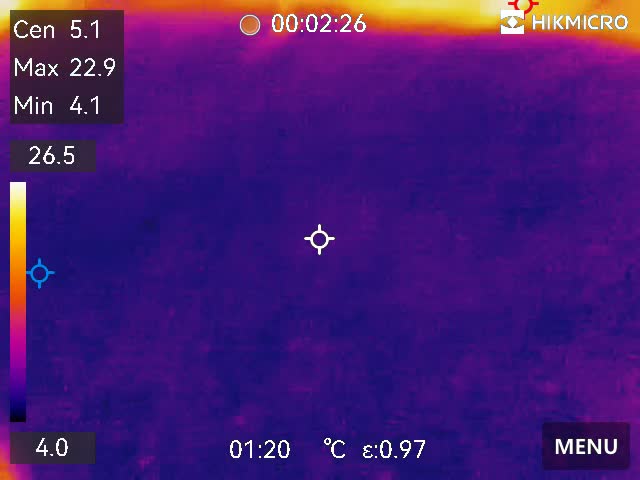 Cen 5.1
Max 22.9
Min 4.1
00:02:26
HIKMICRO
26.5
4.0
01:20 ℃ ε:0.97
MENU